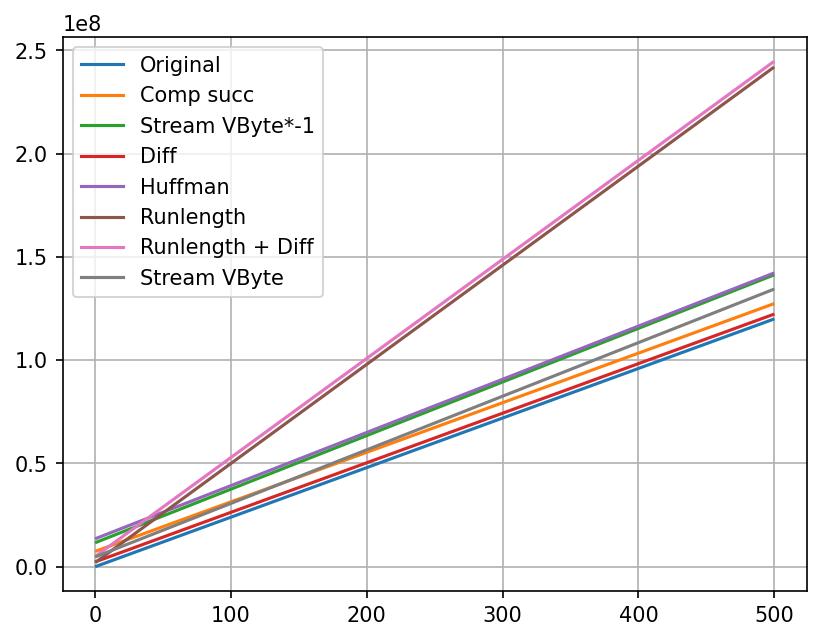 1e8
2.5
2.0
1.5
1.0
0.5
0.0
Original
Comp succ
Stream VByte*-1
Diff
Huffman
Runlength
Runlength + Diff
Stream VByte
0 100 200 300 400 500